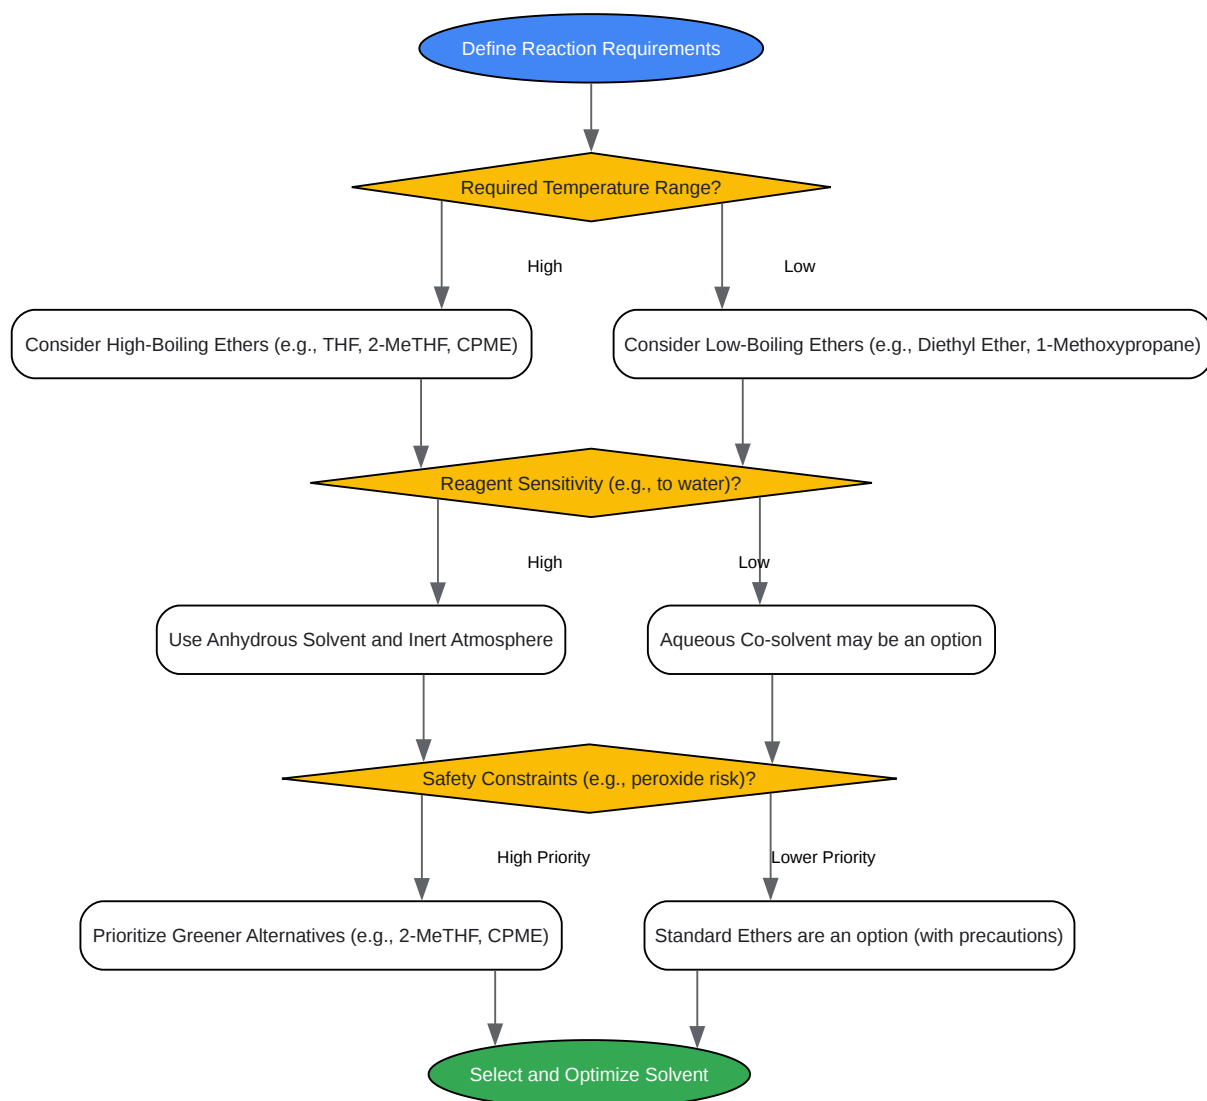 Define Reaction Requirements
Required Temperature Range?
High
Low
Consider High-Boiling Ethers (e.g., THF, 2-MeTHF, CPME)
Consider Low-Boiling Ethers (e.g., Diethyl Ether, 1-Methoxypropane)
Reagent Sensitivity (e.g., to water)?
High
Low
Use Anhydrous Solvent and Inert Atmosphere
Aqueous Co-solvent may be an option
Safety Constraints (e.g., peroxide risk)?
High Priority
Lower Priority
Prioritize Greener Alternatives (e.g., 2-MeTHF, CPME)
Standard Ethers are an option (with precautions)
Select and Optimize Solvent